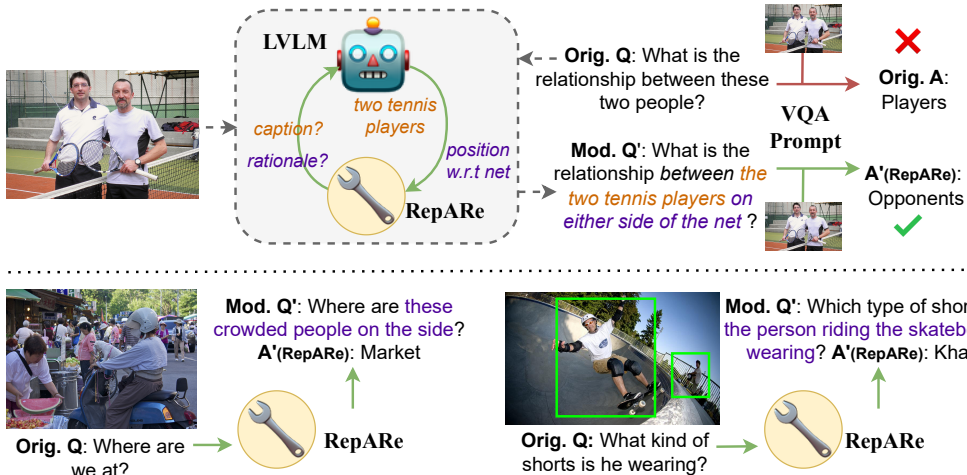 LVLM
caption?
rationale?
two tennis
players
position
w.r.t net
RepARe
Orig. Q: What is the
relationship between these
two people?
Mod. Q': What is the
relationship between the
two tennis players on
either side of the net ?
VQA
Prompt
Orig. A:
Players
A'(RepARe):
Opponents
Mod. Q': Where are these
crowded people on the side?
A'(RepARe): Market
Orig. Q: Where are
we at?
RepARe
Mod. Q': Which type of shor
the person riding the skateb
wearing? A'(RepARe): Kha
Orig. Q: What kind of
shorts is he wearing?
RepARe